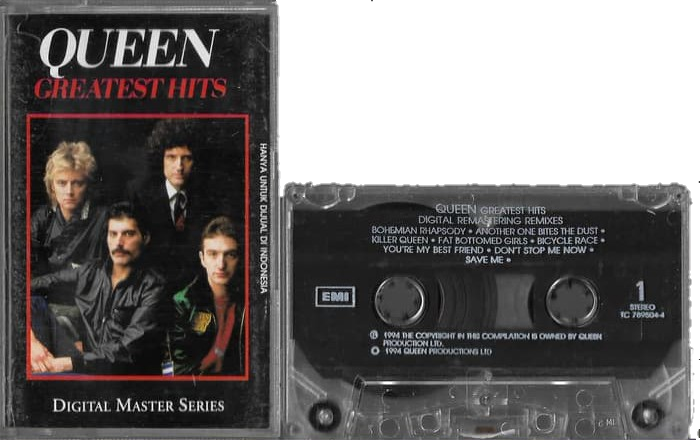 QUEEN
GREATEST HITS
HANYA UNTUK DIJUAL DI INDONESIA
DIGITAL MASTER SERIES
QUEEN GREATEST HITS
DIGITAL REMASTERING REMIXES
BOHEMIAN RHAPSODY • ANOTHER ONE BITES THE DUST •
KILLER QUEEN • FAT BOTTOMED GIRLS • BICYCLE RACE •
YOU'RE MY BEST FRIEND • DON'T STOP ME NOW •
SAVE ME •
EMI
1
STEREO
TC 789504-4
℗ 1994 THE COPYRIGHT IN THIS COMPILATION IS OWNED BY QUEEN
PRODUCTION LTD.
© 1994 QUEEN PRODUCTIONS LTD